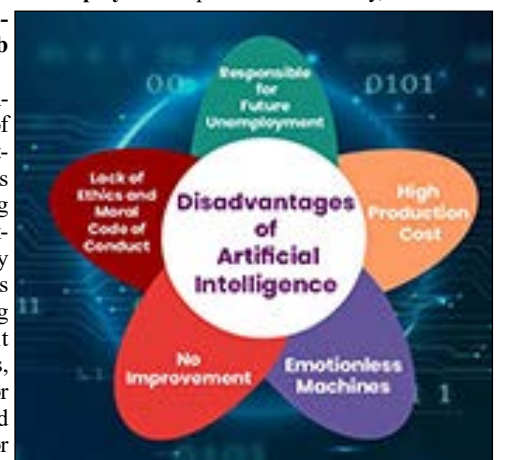 0101
Responsible
for
Future
Unemployment
Lack of
Ethics and
Moral
Code of
Conduct
Disadvantages
of
Artificial
Intelligence
High
Production
Cost
No
Improvement
Emotionless
Machines